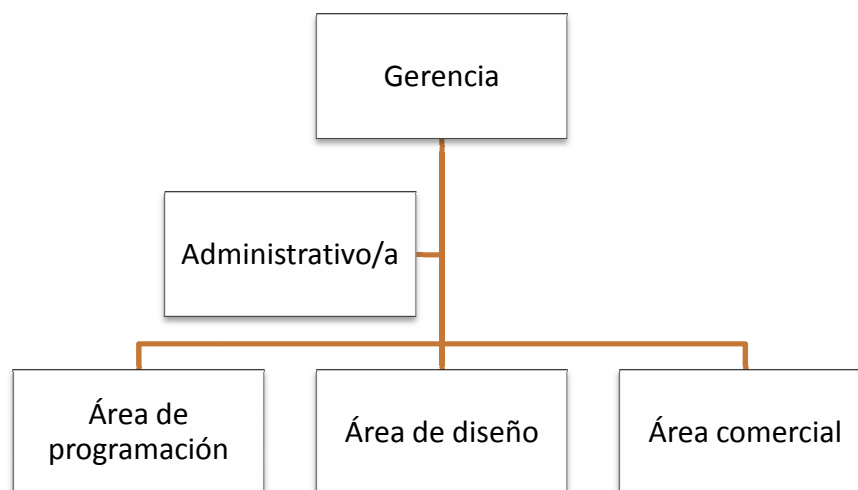 Gerencia
Administrativo/a
Área de
programación
Área de diseño
Área comercial